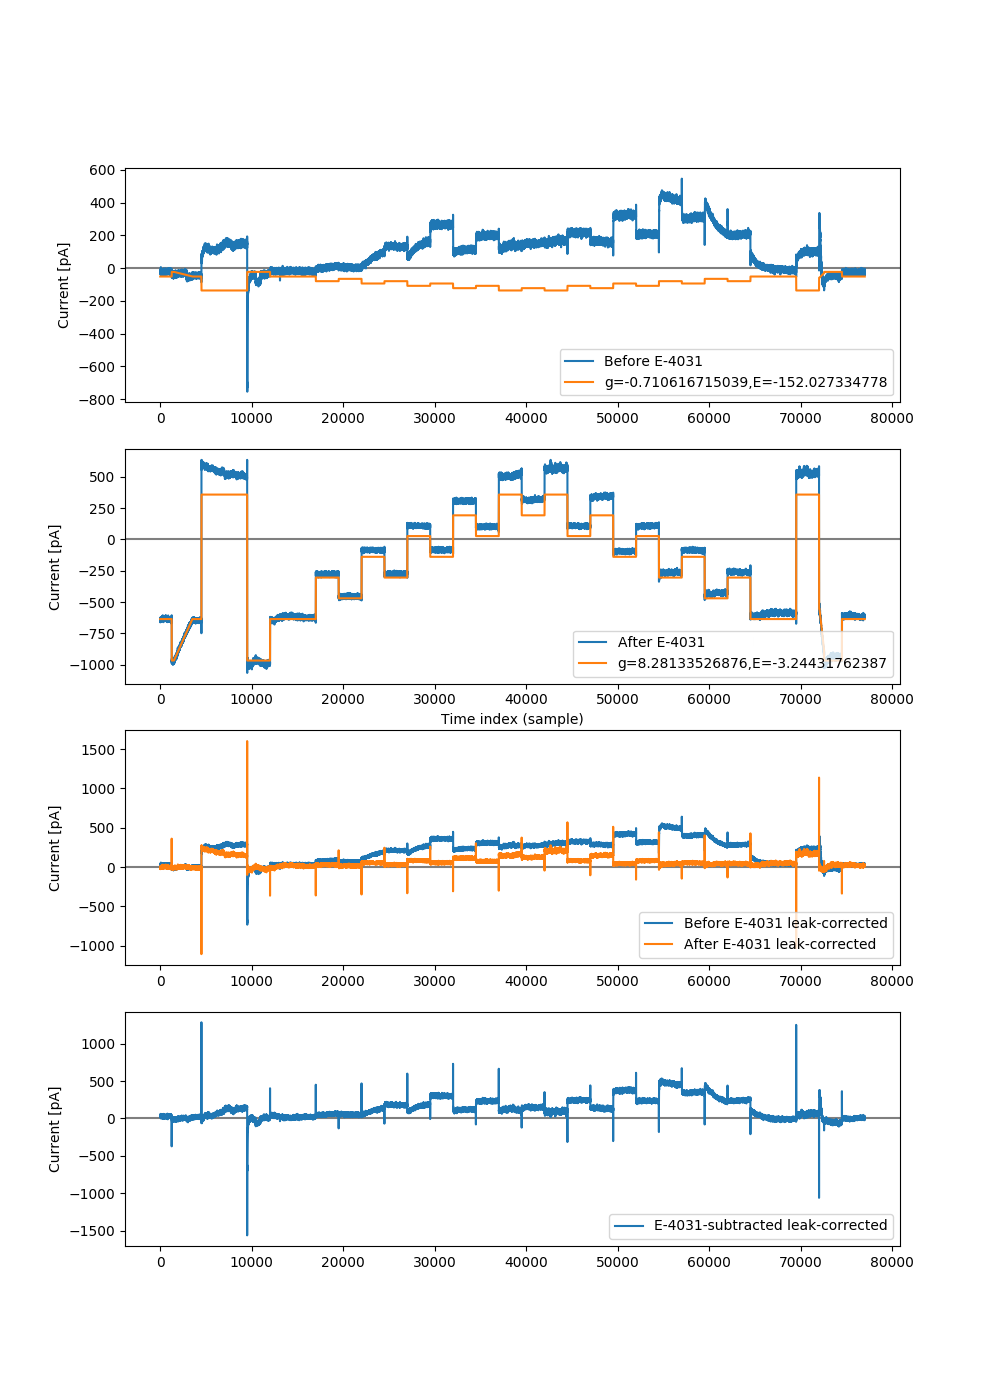 600
400
200
0
−200
−400
−600
−800
Current [pA]
Before E-4031
g=-0.710616715039,E=-152.027334778
0 10000 20000 30000 40000 50000 60000 70000 80000
500
250
0
−250
−500
−750
−1000
Current [pA]
After E-4031
g=8.28133526876,E=-3.24431762387
0 10000 20000 30000 40000 50000 60000 70000 80000
Time index (sample)
1500
1000
500
0
−500
−1000
Current [pA]
Before E-4031 leak-corrected
After E-4031 leak-corrected
0 10000 20000 30000 40000 50000 60000 70000 80000
1000
500
0
−500
−1000
−1500
Current [pA]
E-4031-subtracted leak-corrected
0 10000 20000 30000 40000 50000 60000 70000 80000